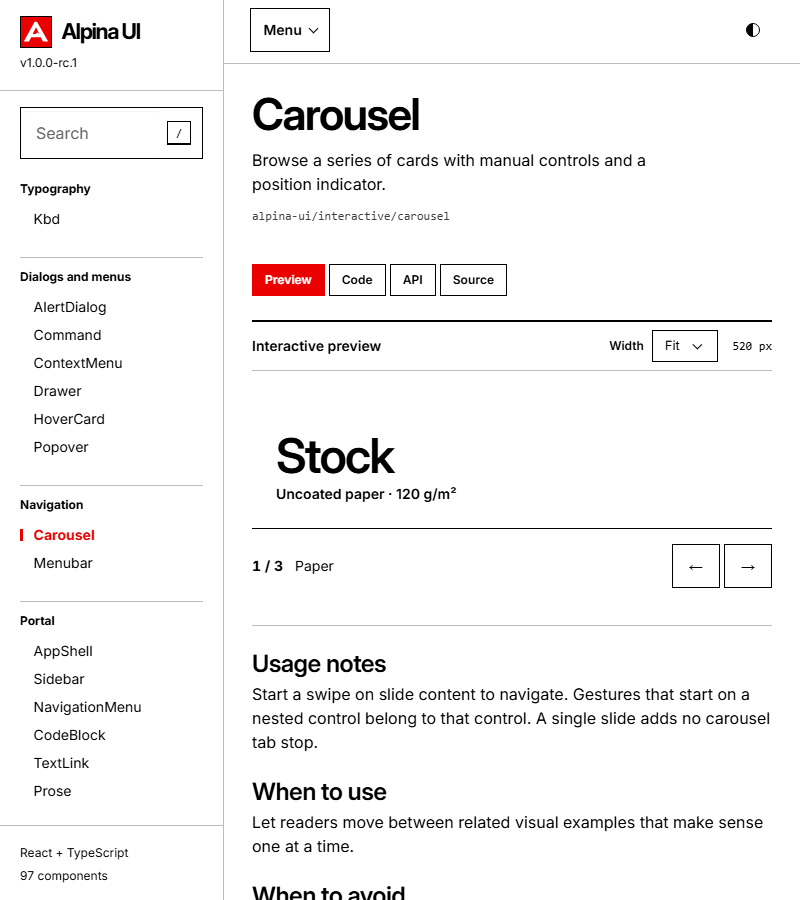 Alpina UI
v1.0.0-rc.1
Search /
Typography
Kbd
Dialogs and menus
AlertDialog
Command
ContextMenu
Drawer
HoverCard
Popover
Navigation
Carousel
Menubar
Portal
AppShell
Sidebar
NavigationMenu
CodeBlock
TextLink
Prose
React + TypeScript
97 components
Menu
Carousel
Browse a series of cards with manual controls and a
position indicator.
alpina-ui/interactive/carousel
Preview Code API Source
Interactive preview Width Fit 520 px
Stock
Uncoated paper · 120 g/m²
1 / 3 Paper ← →
Usage notes
Start a swipe on slide content to navigate. Gestures that start on a
nested control belong to that control. A single slide adds no carousel
tab stop.
When to use
Let readers move between related visual examples that make sense
one at a time.
When to avoid